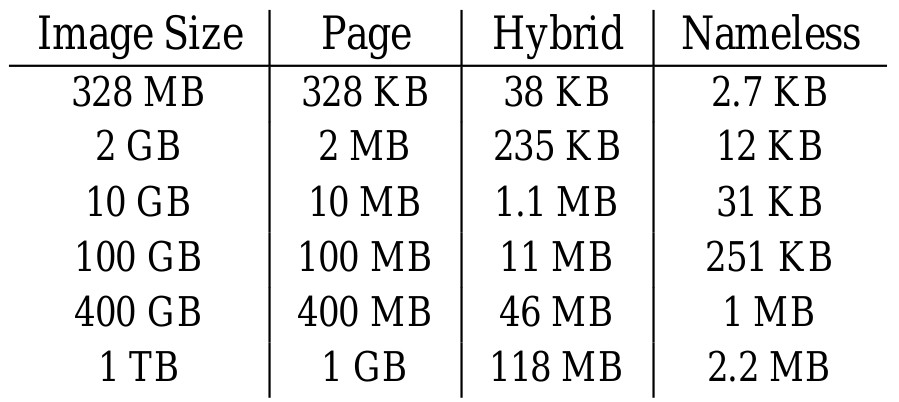 Image Size Page Hybrid Nameless
328 MB 328 KB 38 KB 2.7 KB
2 GB 2 MB 235 KB 12 KB
10 GB 10 MB 1.1 MB 31 KB
100 GB 100 MB 11 MB 251 KB
400 GB 400 MB 46 MB 1 MB
1 TB 1 GB 118 MB 2.2 MB